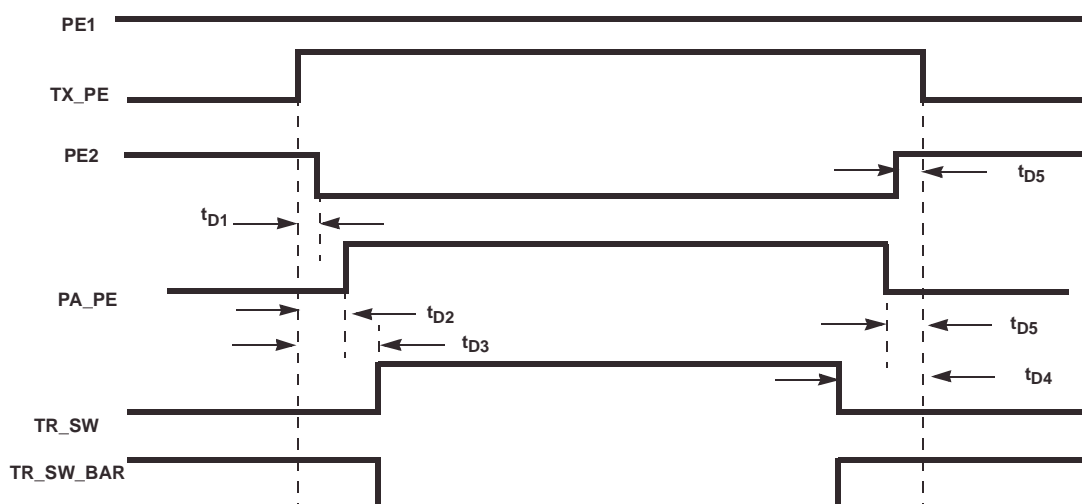 PE1
TX_PE
PE2
tD5
tD1
PA_PE
tD2
tD5
tD3
tD4
TR_SW
TR_SW_BAR